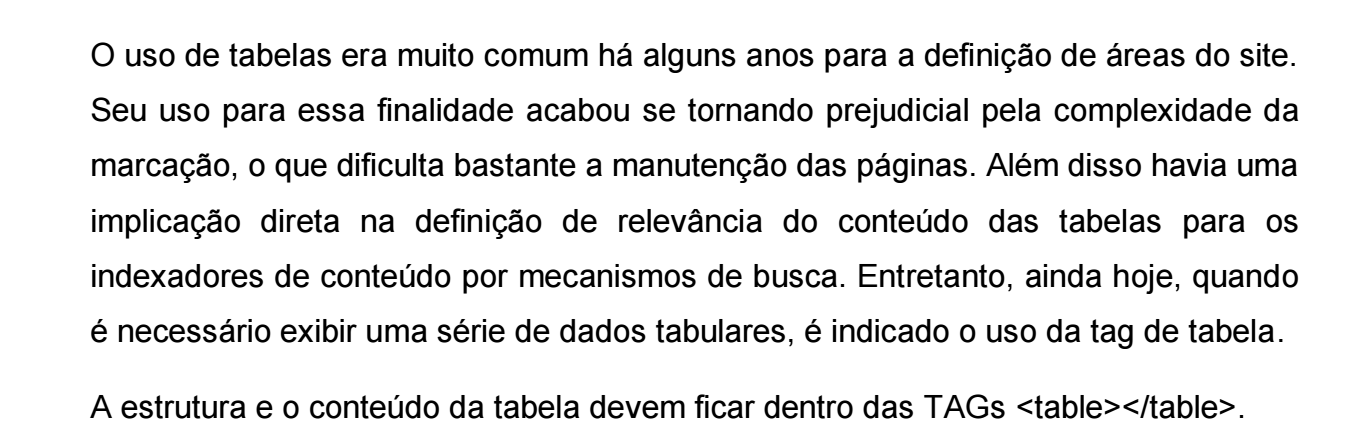 O uso de tabelas era muito comum há alguns anos para a definição de áreas do site.
Seu uso para essa finalidade acabou se tornando prejudicial pela complexidade da
marcação, o que dificulta bastante a manutenção das páginas. Além disso havia uma
implicação direta na definição de relevância do conteúdo das tabelas para os
indexadores de conteúdo por mecanismos de busca. Entretanto, ainda hoje, quando
é necessário exibir uma série de dados tabulares, é indicado o uso da tag de tabela.
A estrutura e o conteúdo da tabela devem ficar dentro das TAGs <table></table>.